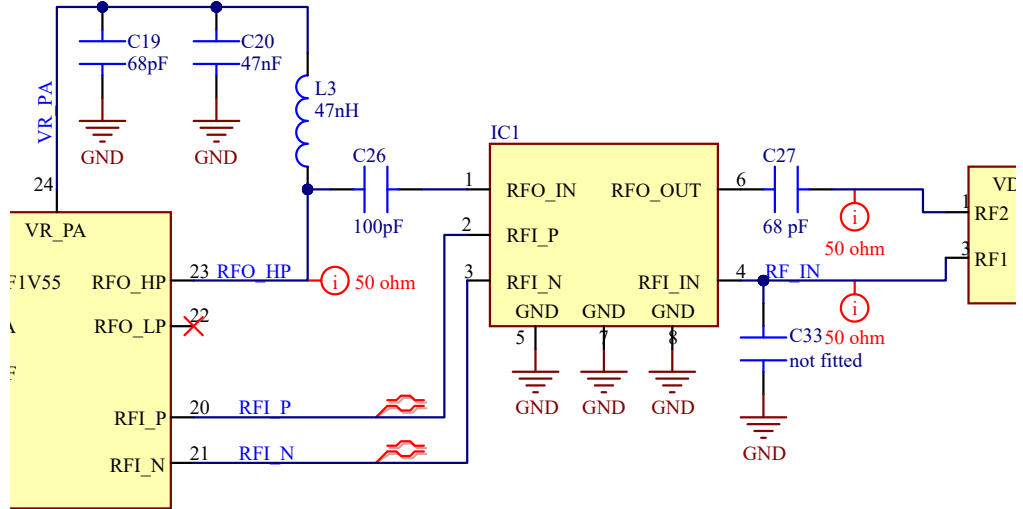 C19
68pF
C20
47nF
L3
47nH
VR_PA
GND
GND
24
VR_PA
F1V55
RFO_HP
23
RFO_HP
50 ohm
RFO_LP
22
RFI_P
20
RFI_P
RFI_N
21
RFI_N
C26
100pF
IC1
1
RFO_IN
2
RFI_P
3
RFI_N
RFO_OUT
6
RFI_IN
4
GND
GND
GND
5
7
8
GND
GND
GND
C27
68 pF
50 ohm
RF_IN
50 ohm
C33
not fitted
GND
VD
1
RF2
3
RF1